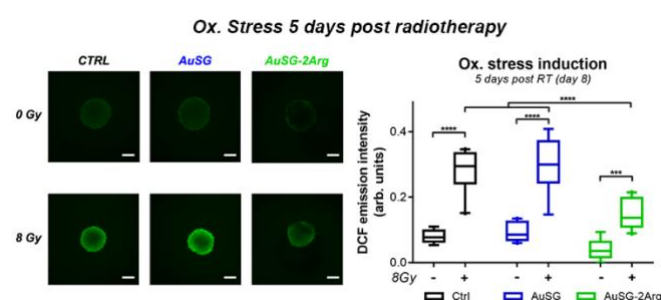 Ox. Stress 5 days post radiotherapy
CTRL AuSG AuSG-2Arg
0 Gy
8 Gy
Ox. stress induction
5 days post RT (day 8)
DCF emission intensity
(arb. units)
0.4
0.2
0.0
**** **** **** **** ***
8Gy - + - + - +
Ctrl AuSG AuSG-2Arg